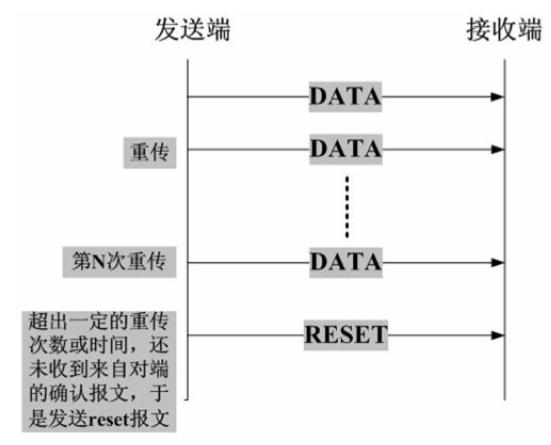 发送端
接收端
DATA
重传
DATA
第N次重传
DATA
超出一定的重传
次数或时间，还
未收到来自对端
的确认报文，于
是发送reset报文
RESET